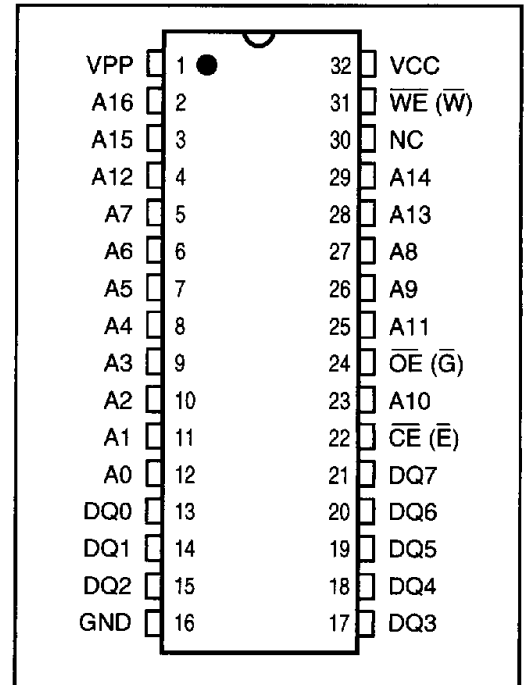 VPP 1 32 VCC
A16 2 31 W̅E̅ (W̅)
A15 3 30 NC
A12 4 29 A14
A7 5 28 A13
A6 6 27 A8
A5 7 26 A9
A4 8 25 A11
A3 9 24 O̅E̅ (G̅)
A2 10 23 A10
A1 11 22 C̅E̅ (E̅)
A0 12 21 DQ7
DQ0 13 20 DQ6
DQ1 14 19 DQ5
DQ2 15 18 DQ4
GND 16 17 DQ3